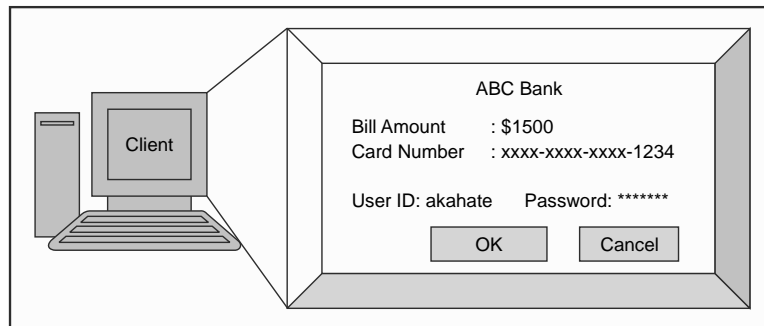 Client
ABC Bank
Bill Amount : $1500
Card Number : xxxx-xxxx-xxxx-1234
User ID: akahate Password: *******
OK Cancel